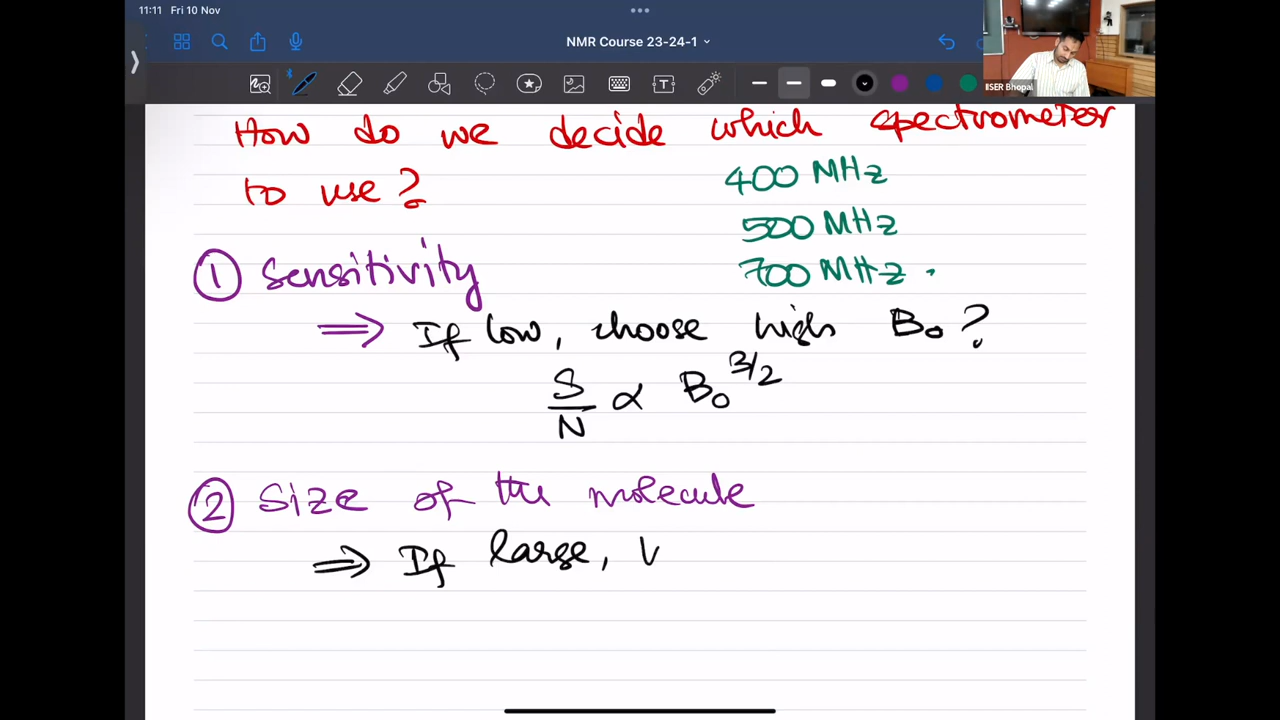 11:11 Fri 10 Nov
NMR Course 23-24-1
IISER Bhopal
How do we decide which spectrometer
to use?
400 MHz
500 MHz
700 MHz
① Sensitivity
⇒ If low, choose high B₀?
S/N ∝ B₀^3/2
② Size of the molecule
⇒ If large,